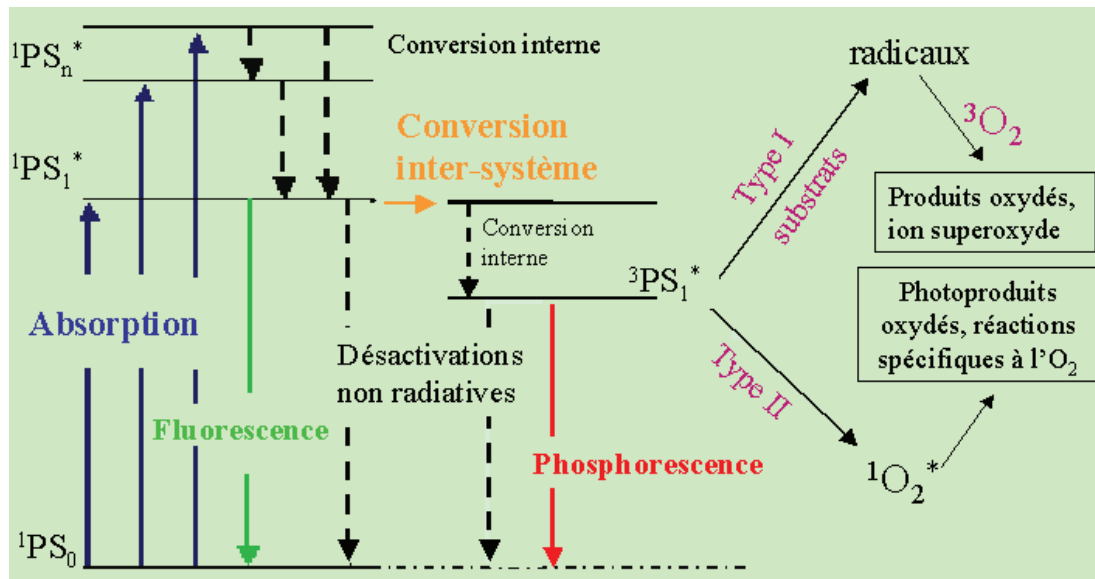 ¹PSₙ*
Conversion interne
¹PS₁*
Conversion
inter-système
Conversion
interne
Absorption
Fluorescence
Désactivations
non radiatives
Phosphorescence
¹PS₀
³PS₁*
Type I
substrats
radicaux
³O₂
Produits oxydés,
ion superoxyde
Photoproduits
oxydés, réactions
spécifiques à l'O₂
Type II
¹O₂*